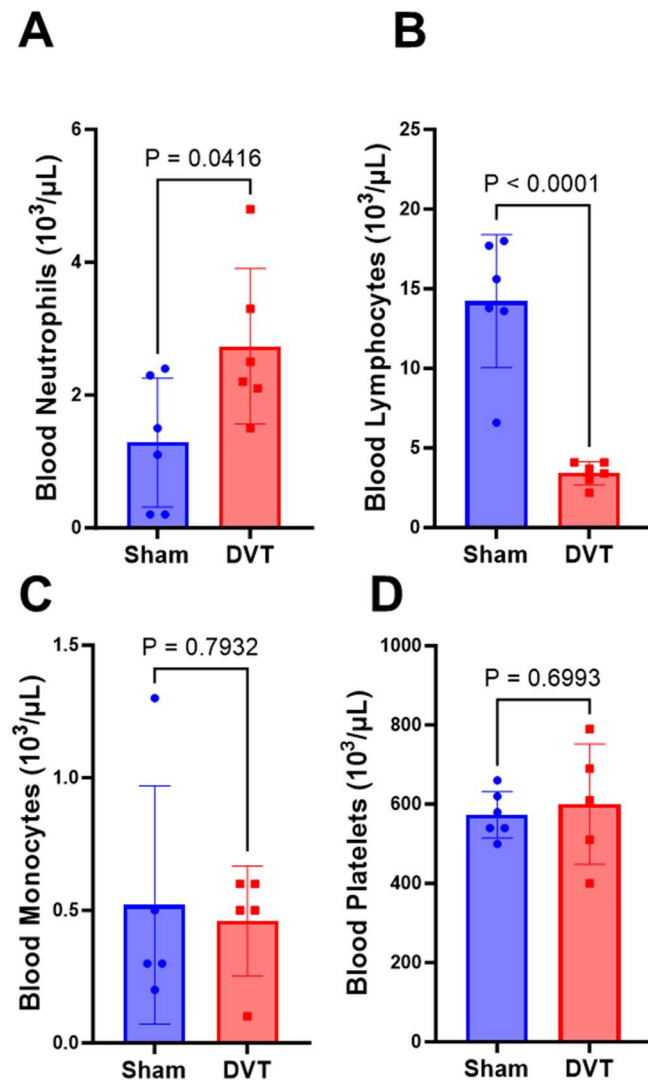 A
Blood Neutrophils (10³/µL)
6
4
2
0
P = 0.0416
Sham DVT
B
Blood Lymphocytes (10³/µL)
25
20
15
10
5
0
P < 0.0001
Sham DVT
C
Blood Monocytes (10³/µL)
1.5
1.0
0.5
0.0
P = 0.7932
Sham DVT
D
Blood Platelets (10³/µL)
1000
800
600
400
200
0
P = 0.6993
Sham DVT